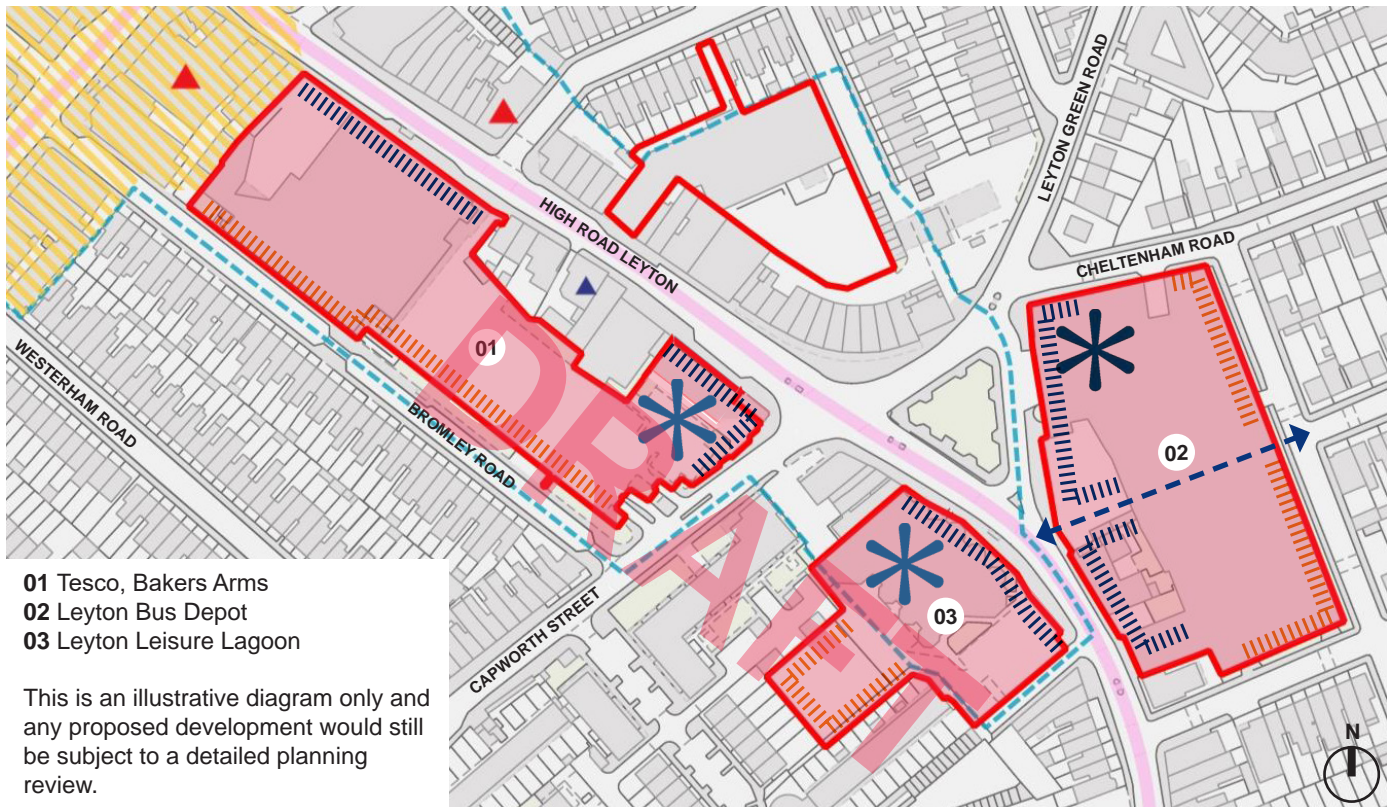 HIGH ROAD LEYTON
LEYTON GREEN ROAD
CHELTENHAM ROAD
01
02
WESTERHAM ROAD
BROMLEY ROAD
03
CAPWORTH STREET
DRAFT
01 Tesco, Bakers Arms
02 Leyton Bus Depot
03 Leyton Leisure Lagoon
This is an illustrative diagram only and
any proposed development would still
be subject to a detailed planning
review.
N